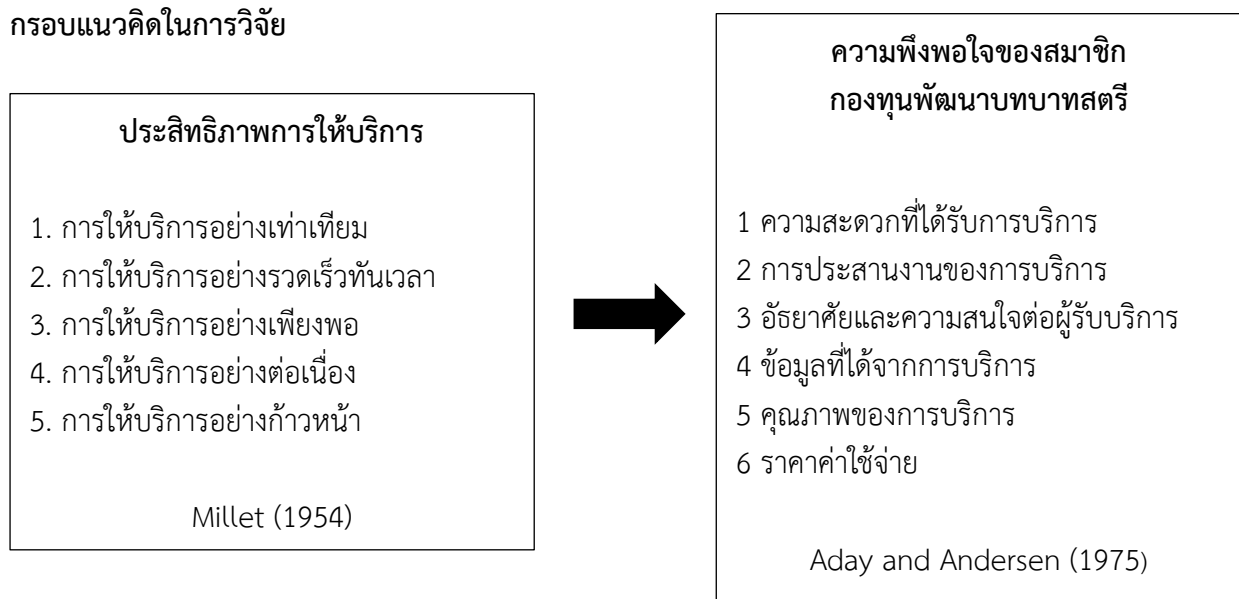 กรอบแนวคิดในการวิจัย
ประสิทธิภาพการให้บริการ
1. การให้บริการอย่างเท่าเทียม
2. การให้บริการอย่างรวดเร็วทันเวลา
3. การให้บริการอย่างเพียงพอ
4. การให้บริการอย่างต่อเนื่อง
5. การให้บริการอย่างก้าวหน้า
Millet (1954)
ความพึงพอใจของสมาชิก
กองทุนพัฒนาบทบาทสตรี
1 ความสะดวกที่ได้รับการบริการ
2 การประสานงานของการบริการ
3 อัธยาศัยและความสนใจต่อผู้รับบริการ
4 ข้อมูลที่ได้จากการบริการ
5 คุณภาพของการบริการ
6 ราคาค่าใช้จ่าย
Aday and Andersen (1975)